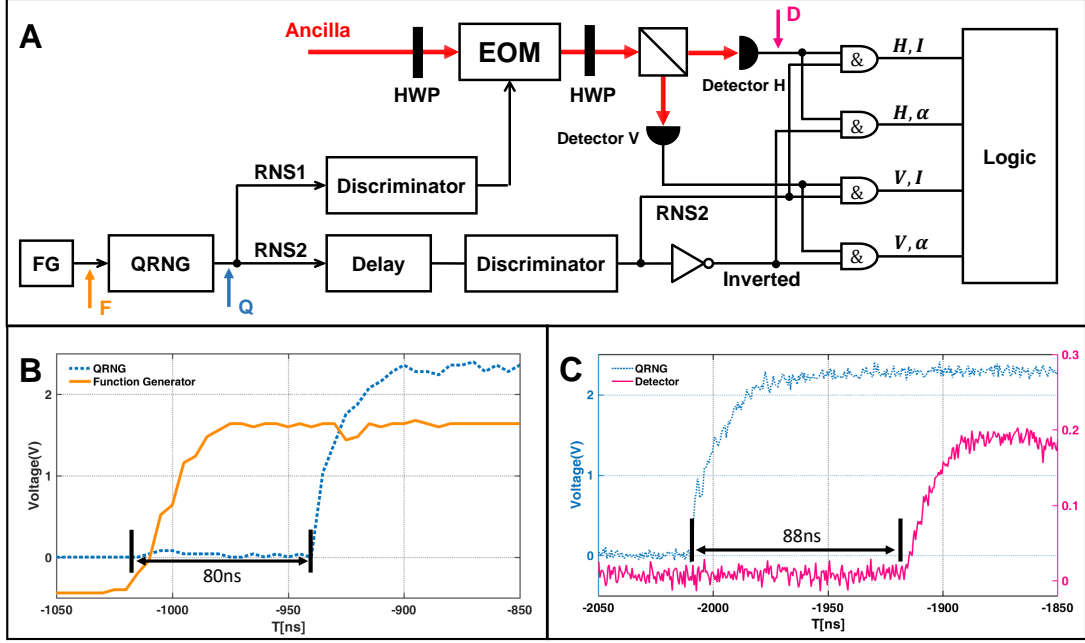 A
Ancilla
EOM
HWP
HWP
D
Detector H
Detector V
&
H, I
&
H, α
&
V, I
&
V, α
Logic
RNS1
Discriminator
RNS2
FG
QRNG
RNS2
Delay
Discriminator
Inverted
F
Q
B
QRNG
Function Generator
Voltage(V)
2
1
0
80ns
-1050
-1000
-950
-900
-850
T[ns]
C
QRNG
Detector
Voltage(V)
2
1
0
0.3
0.2
0.1
0
88ns
-2050
-2000
-1950
-1900
-1850
T[ns]